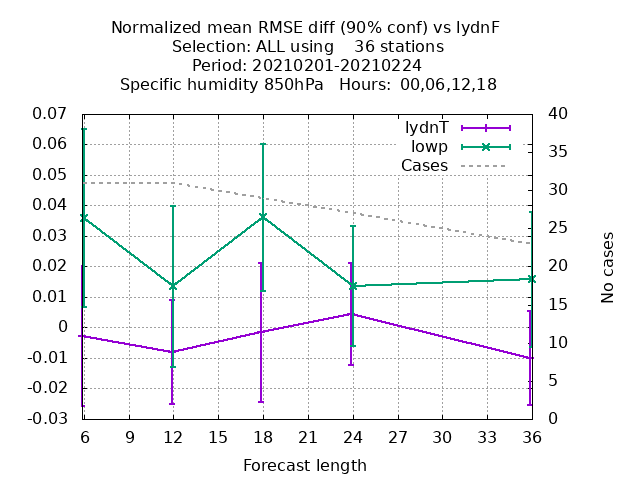 Normalized mean RMSE diff (90% conf) vs lydnF
Selection: ALL using    36 stations
Period: 20210201-20210224
Specific humidity 850hPa   Hours:  00,06,12,18
0.07
0.06
0.05
0.04
0.03
0.02
0.01
0
-0.01
-0.02
-0.03
lydnT
lowp
Cases
40
35
30
25
20
15
10
5
0
No cases
6 9 12 15 18 21 24 27 30 33 36
Forecast length